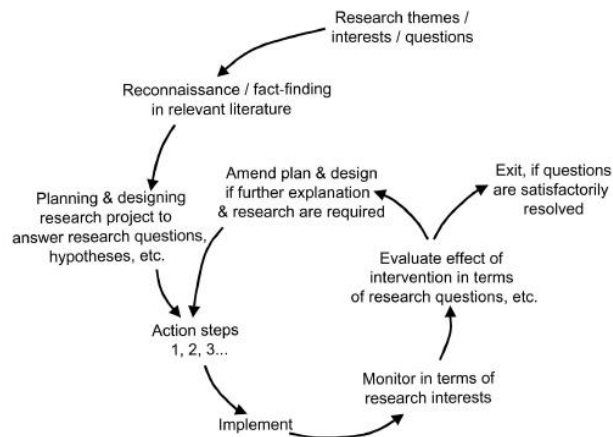 Research themes /
interests / questions
Reconnaissance / fact-finding
in relevant literature
Planning & designing
research project to
answer research questions,
hypotheses, etc.
Amend plan & design
if further explanation
& research are required
Exit, if questions
are satisfactorily
resolved
Evaluate effect of
intervention in terms
of research questions, etc.
Action steps
1, 2, 3...
Monitor in terms of
research interests
Implement